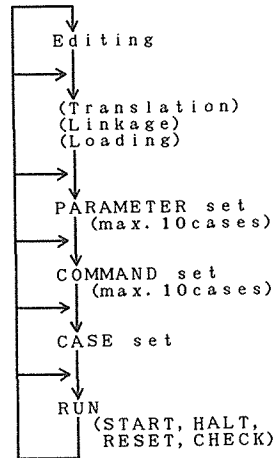 Editing
(Translation)
(Linkage)
(Loading)
PARAMETER set
(max. 10cases)
COMMAND set
(max. 10cases)
CASE set
RUN
(START, HALT,
RESET, CHECK)